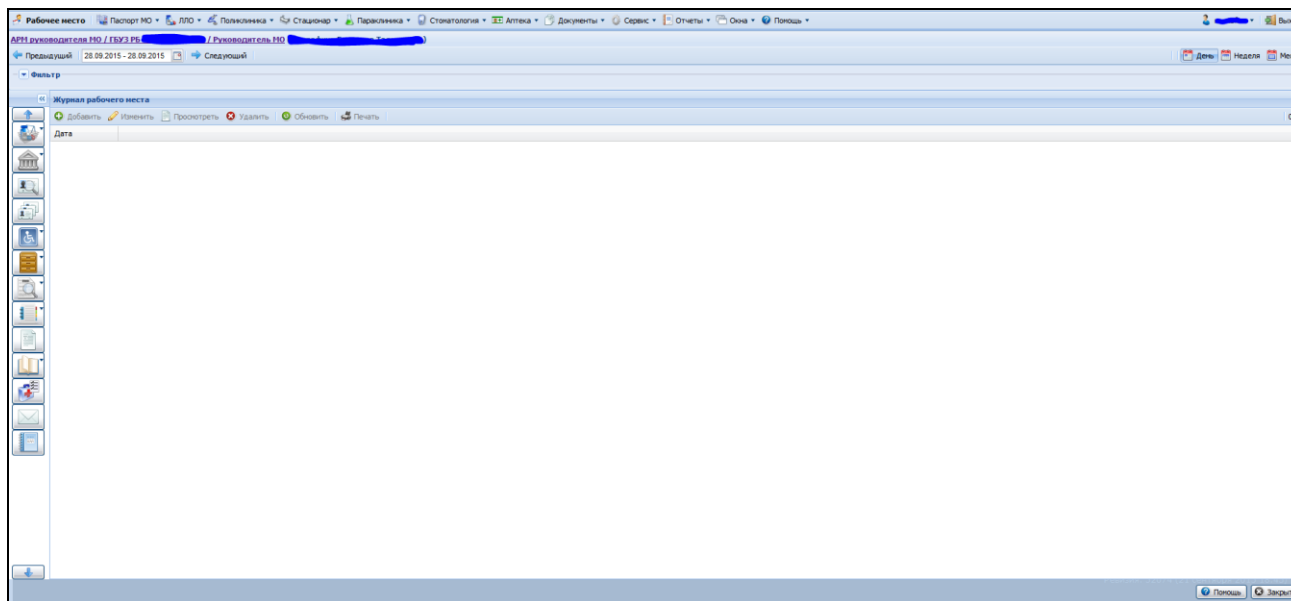 Рабочее место Паспорт МО ЛЛО Поликлиника Стационар Параклиника Стоматология Аптека Документы Сервис Отчеты Окна Помощь
АРМ руководителя МО / ГБУЗ РБ / Руководитель МО
Предыдущий 28.09.2015 - 28.09.2015 Следующий День Неделя
Фильтр
Журнал рабочего места
Добавить Изменить Просмотреть Удалить Обновить Печать
Дата
Помощь